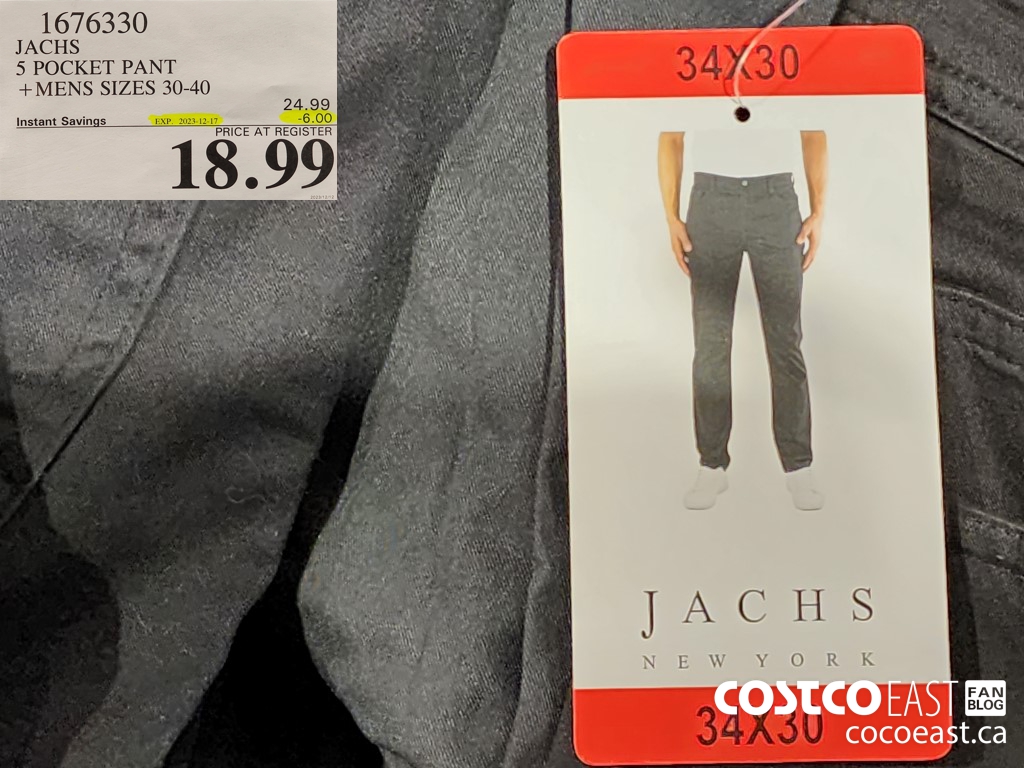 1676330
JACHS
5 POCKET PANT
+MENS SIZES 30-40
24.99
Instant Savings EXP. 2023-12-17 -6.00
PRICE AT REGISTER
18.99
34X30
JACHS
NEW YORK
34X30
COSTCO EAST FAN BLOG
cocoeast.ca